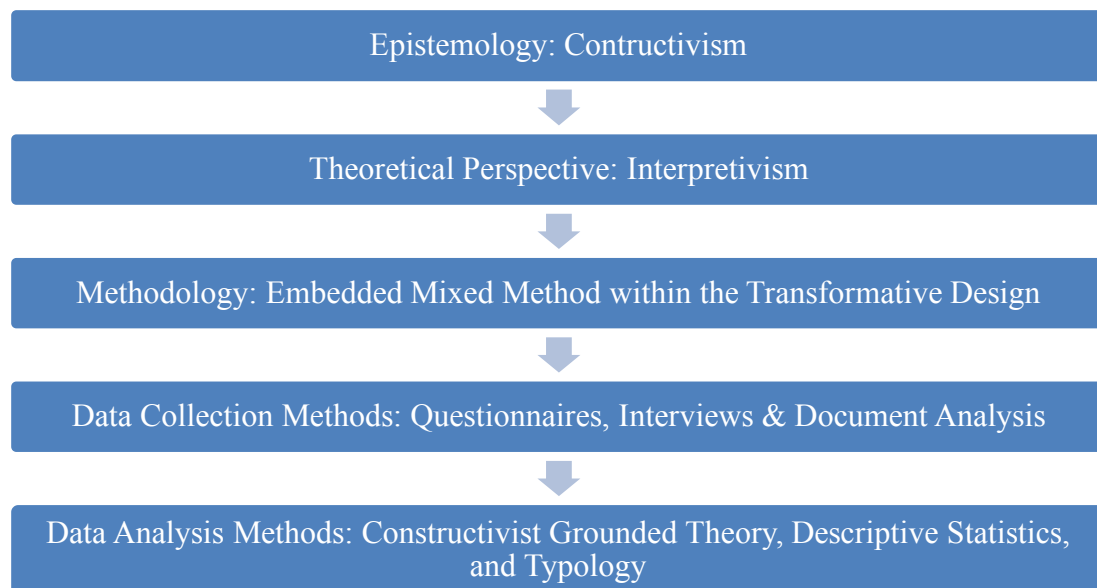 Epistemology: Contructivism
Theoretical Perspective: Interpretivism
Methodology: Embedded Mixed Method within the Transformative Design
Data Collection Methods: Questionnaires, Interviews & Document Analysis
Data Analysis Methods: Constructivist Grounded Theory, Descriptive Statistics,
and Typology